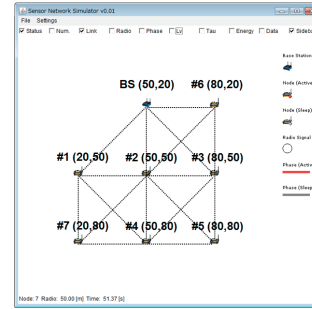 Sensor Network Simulator v0.01
File Settings
Status Num. Link Radio Phase Lv Tau Energy Data Sideba
Base Station
BS (50,20) #6 (80,20)
Node (Active
Node (Sleep)
Radio Signal
#1 (20,50) #2 (50,50) #3 (80,50)
Phase (Activ
Phase (Sleep
#7 (20,80) #4 (50,80) #5 (80,80)
Node: 7 Radio: 50.00 [m] Time: 51.37 [s]